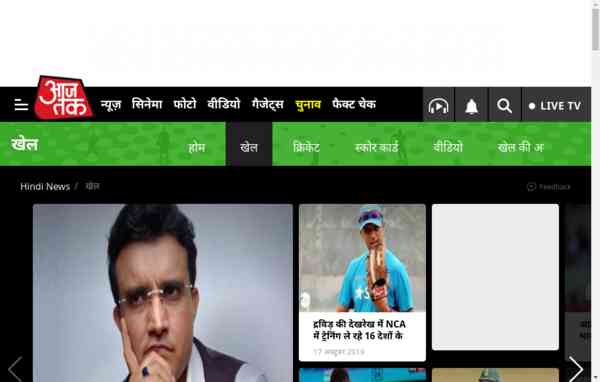 आज
तक
न्यूज़ सिनेमा फोटो वीडियो गैजेट्स चुनाव फैक्ट चेक
LIVE TV
खेल
होम खेल क्रिकेट स्कोर कार्ड वीडियो खेल की
Hindi News / खेल
Feedback
द्रविड़ की देखरेख में NCA
में ट्रेनिंग ले रहे 16 देशों के
17 अक्टूबर 2019